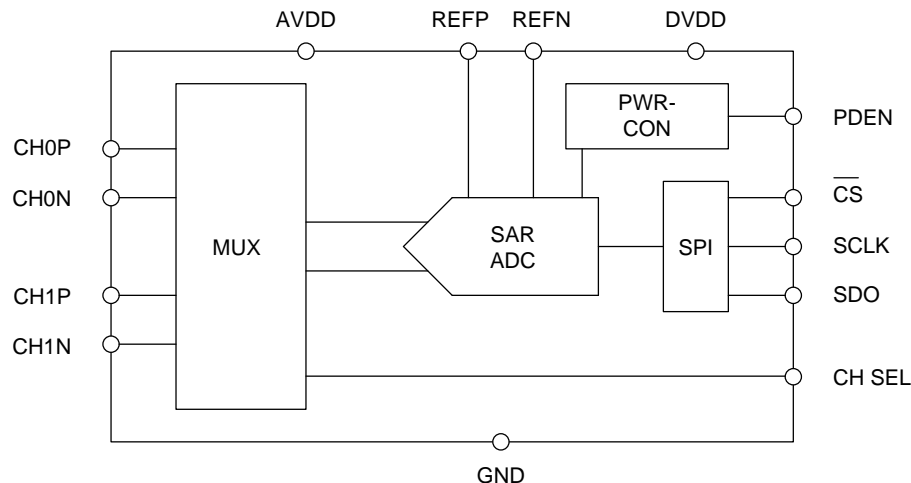 AVDD
REFP
REFN
DVDD
PWR-
CON
PDEN
CH0P
CH0N
CS
MUX
SAR
ADC
SPI
SCLK
SDO
CH1P
CH1N
CH SEL
GND